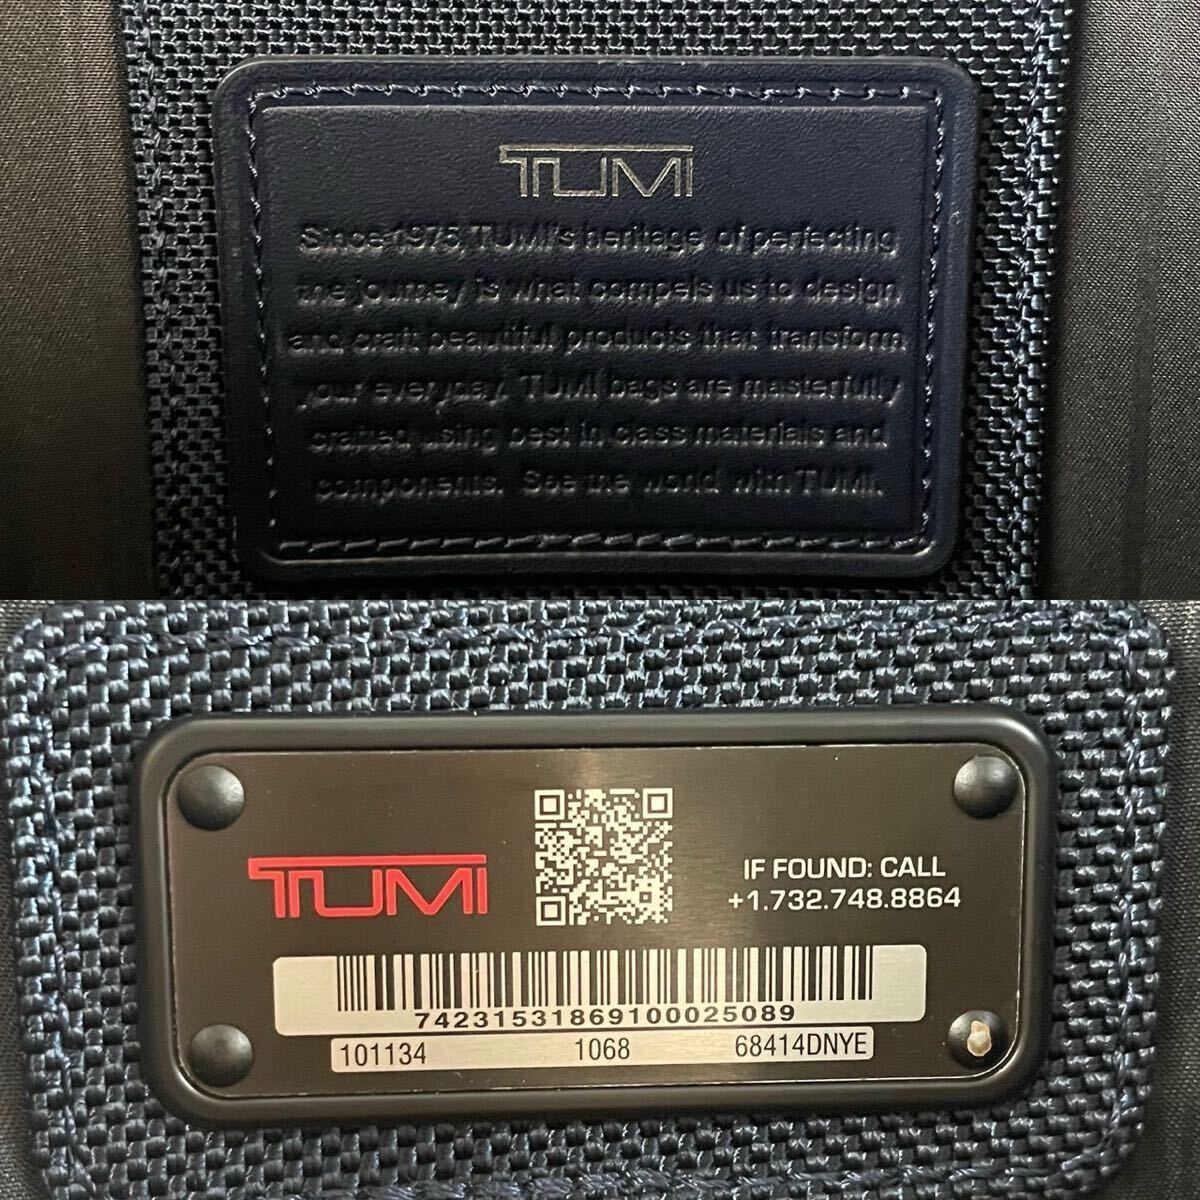 TUMI
Since 1975, TUMI's heritage of perfecting
the journey is what compels us to design
and craft beautiful products that transform
your everyday. TUMI bags are masterfully
crafted using best in class materials and
components. See the world with TUMI.
TUMI
IF FOUND: CALL
+1.732.748.8864
74231531869100025089
101134 1068 68414DNYE